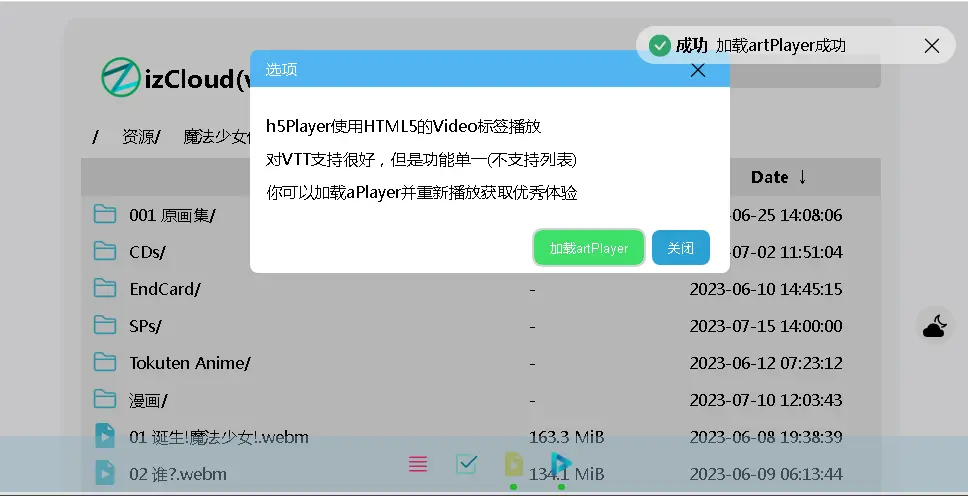 成功 加载artPlayer成功
选项
izCloud(v
h5Player使用HTML5的Video标签播放
/ 资源/ 魔法少女
对VTT支持很好，但是功能单一(不支持列表)
Date ↓
你可以加载aPlayer并重新播放获取优秀体验
001 原画集/ -06-25 14:08:06
加载artPlayer 关闭
CDs/ -07-02 11:51:04
EndCard/ - 2023-06-10 14:45:15
SPs/ - 2023-07-15 14:00:00
Tokuten Anime/ - 2023-06-12 07:23:12
漫画/ - 2023-07-10 12:03:43
01 诞生!魔法少女!.webm 163.3 MiB 2023-06-08 19:38:39
02 谁?.webm 134.1 MiB 2023-06-09 06:13:44